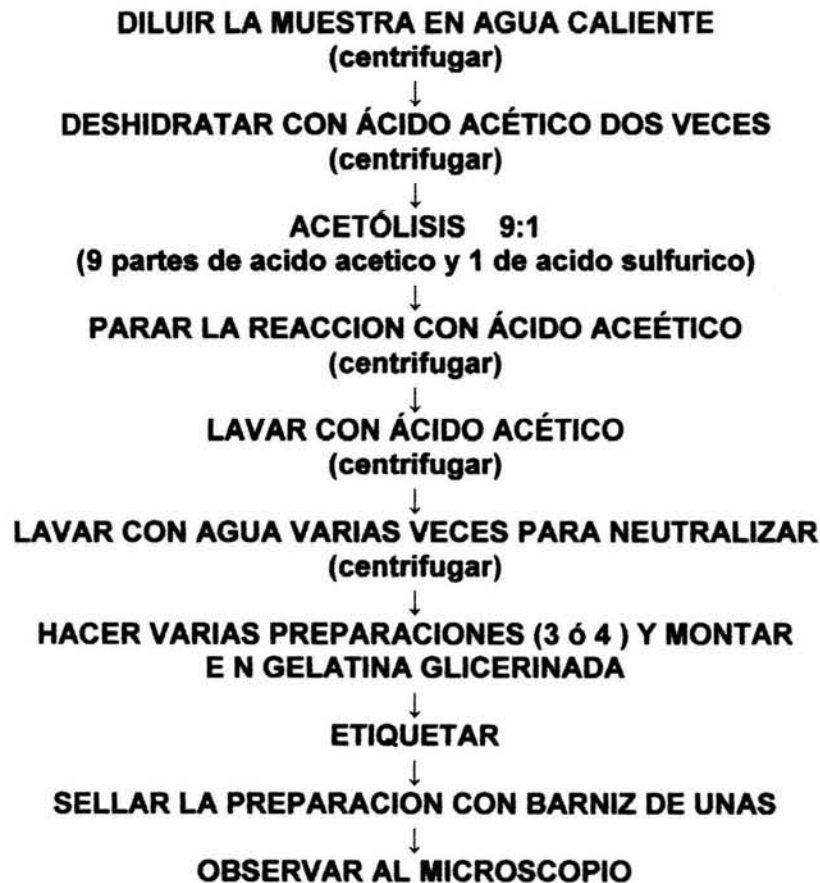 DILUIR LA MUESTRA EN AGUA CALIENTE
(centrifugar)
↓
DESHIDRATAR CON ÁCIDO ACÉTICO DOS VECES
(centrifugar)
↓
ACETÓLISIS 9:1
(9 partes de acido acetico y 1 de acido sulfurico)
↓
PARAR LA REACCION CON ÁCIDO ACEÉTICO
(centrifugar)
↓
LAVAR CON ÁCIDO ACÉTICO
(centrifugar)
↓
LAVAR CON AGUA VARIAS VECES PARA NEUTRALIZAR
(centrifugar)
↓
HACER VARIAS PREPARACIONES (3 ó 4 ) Y MONTAR
E N GELATINA GLICERINADA
↓
ETIQUETAR
↓
SELLAR LA PREPARACION CON BARNIZ DE UNAS
↓
OBSERVAR AL MICROSCOPIO